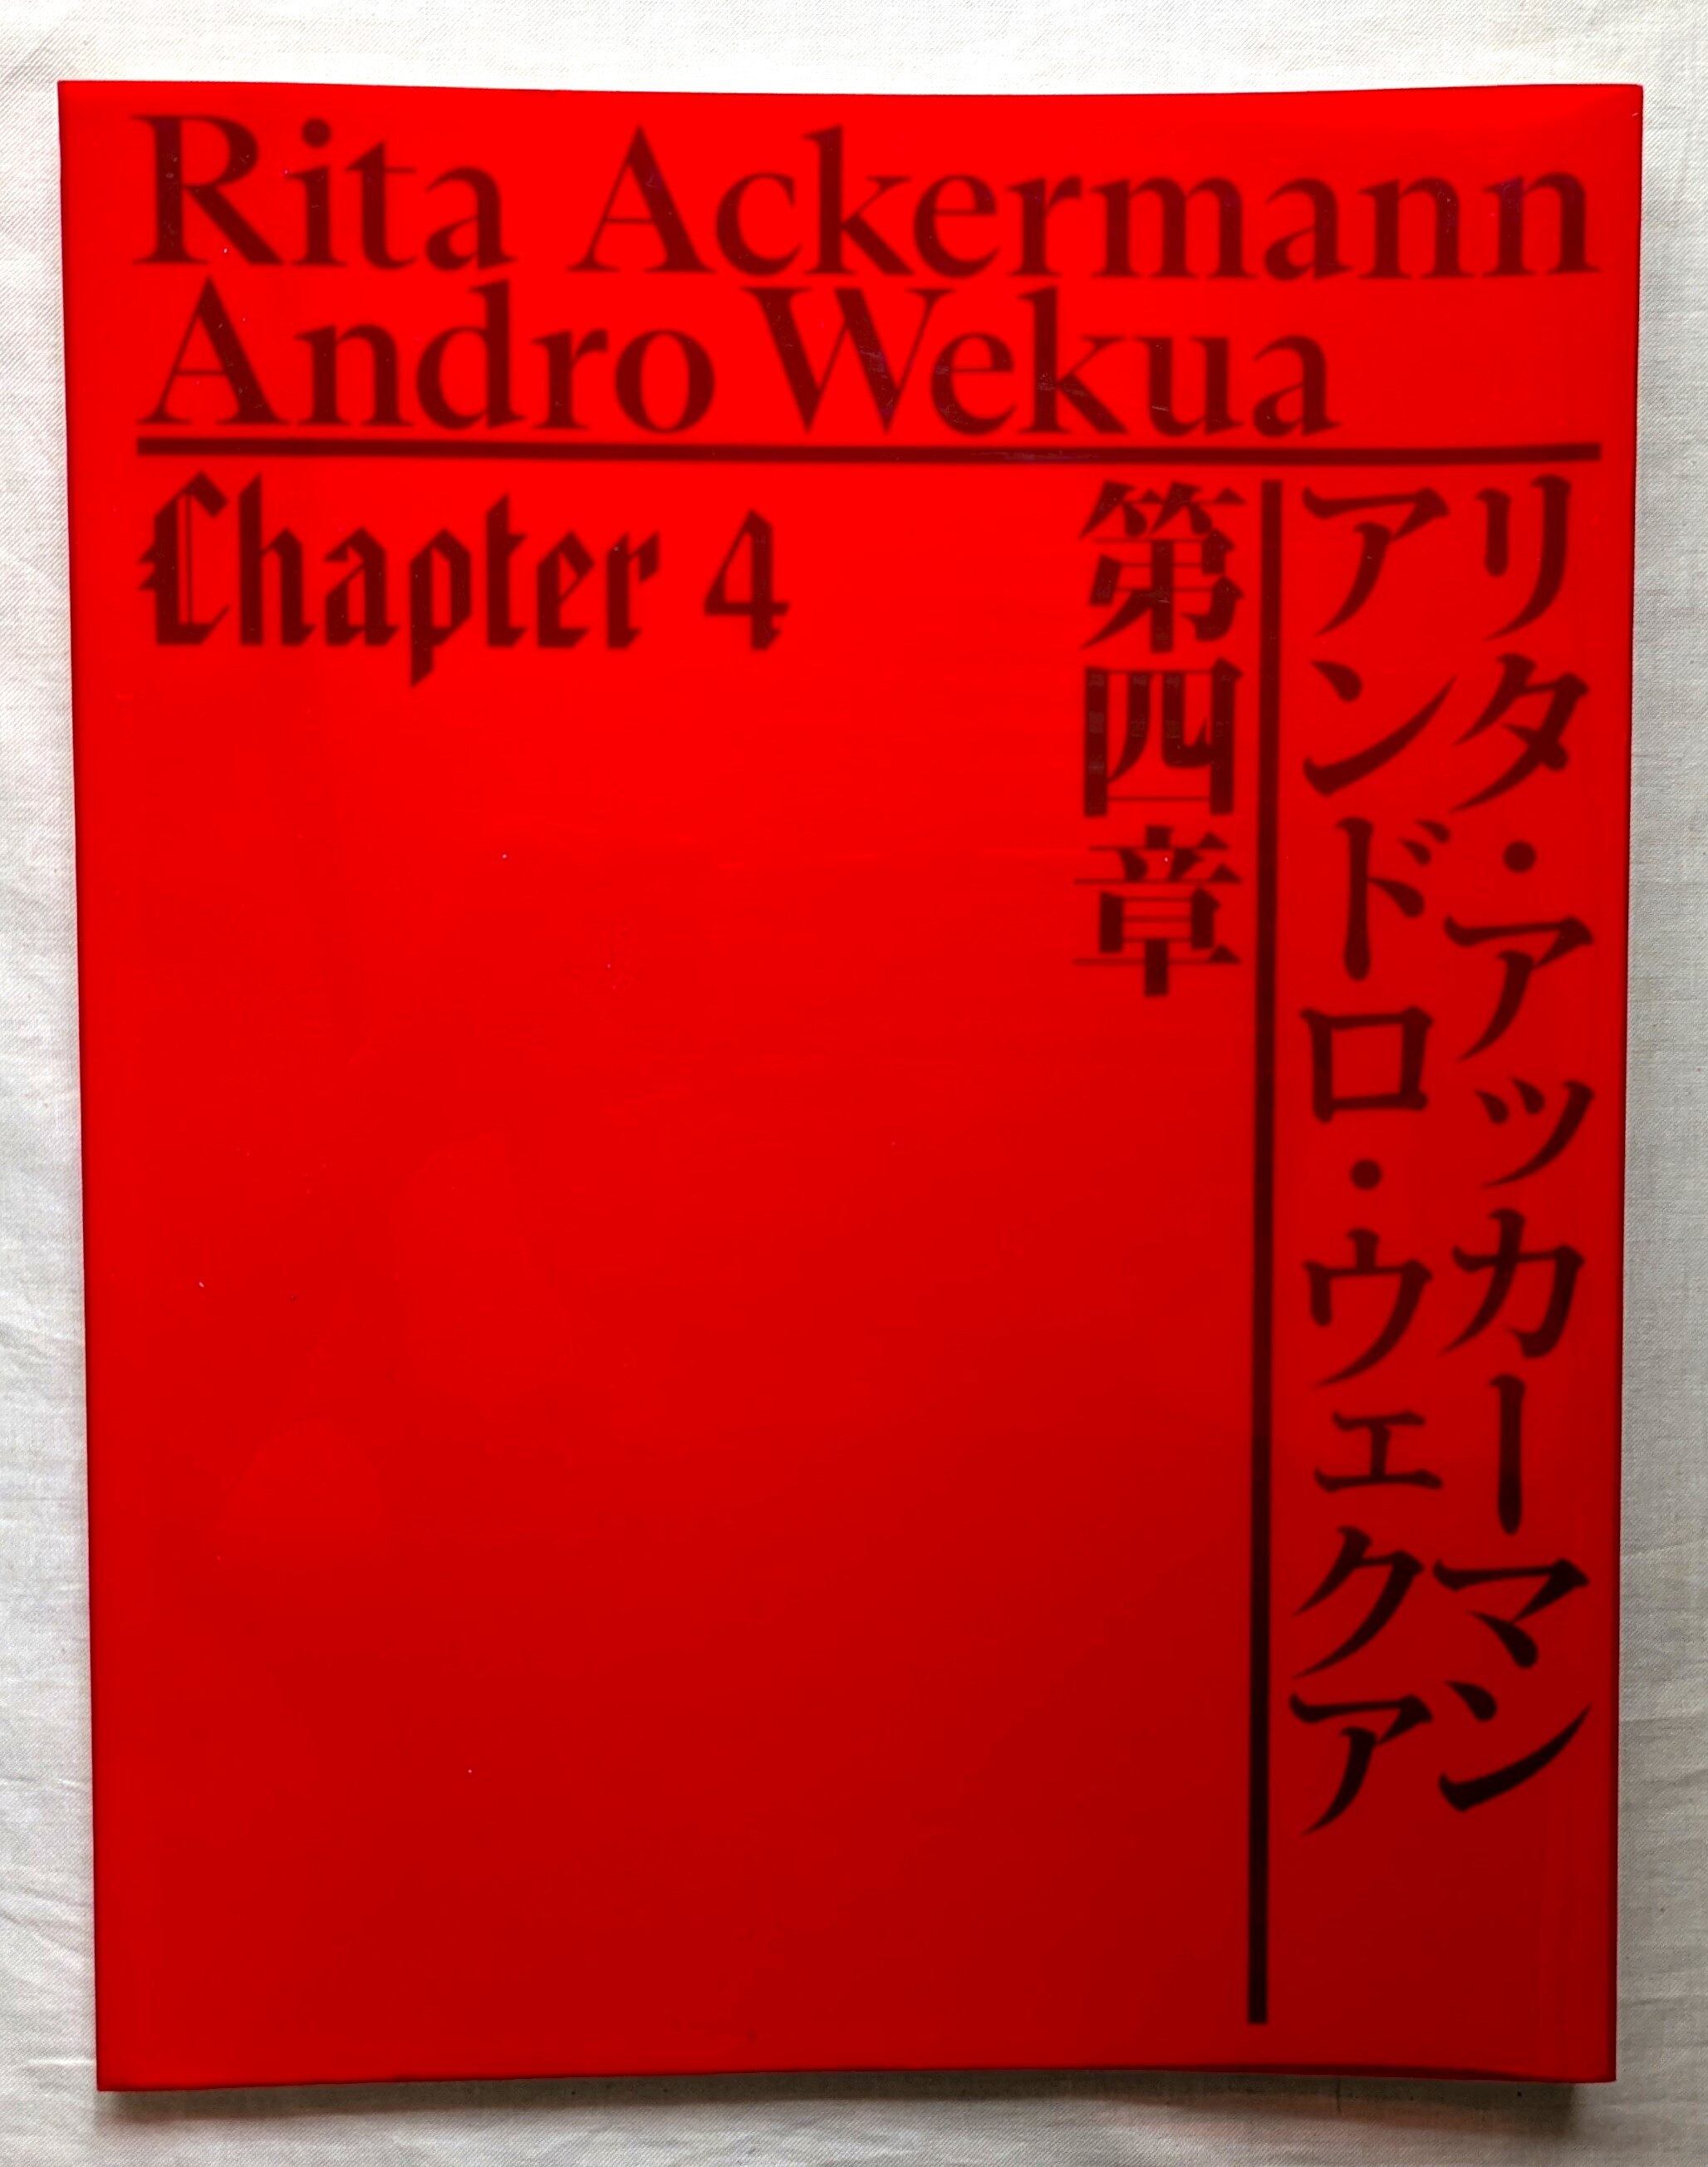 Rita Ackermann
Andro Wekua
Chapter 4
リタ・アッカーマン
アンドロ・ウェクア
第四章